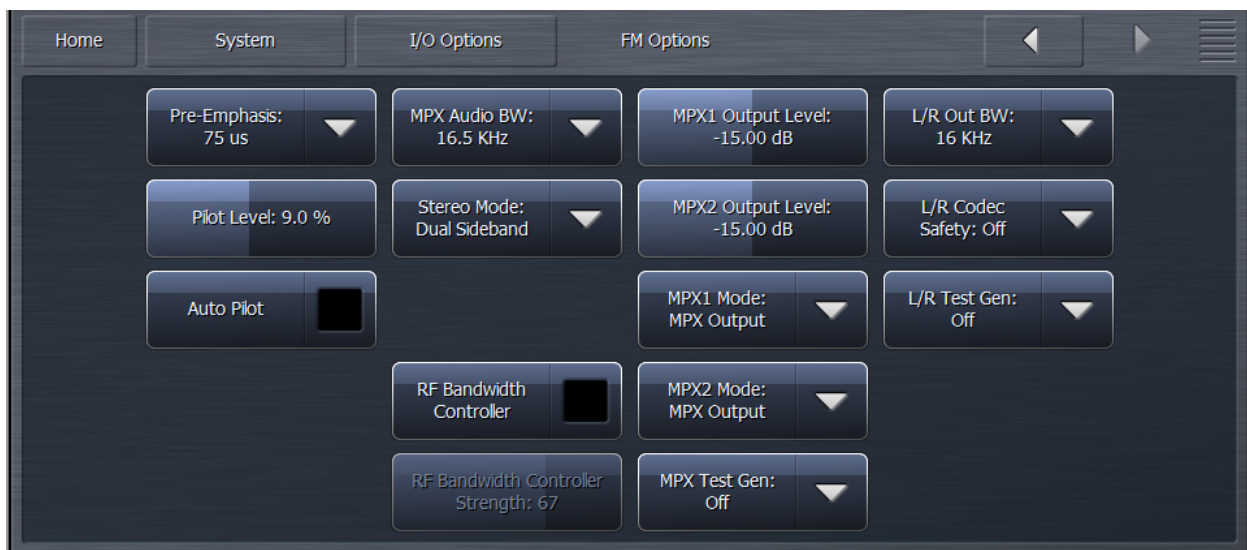 Home
System
I/O Options
FM Options
Pre-Emphasis:
75 us
MPX Audio BW:
16.5 KHz
MPX1 Output Level:
-15.00 dB
L/R Out BW:
16 KHz
Pilot Level: 9.0 %
Stereo Mode:
Dual Sideband
MPX2 Output Level:
-15.00 dB
L/R Codec
Safety: Off
Auto Pilot
MPX1 Mode:
MPX Output
L/R Test Gen:
Off
RF Bandwidth
Controller
MPX2 Mode:
MPX Output
RF Bandwidth Controller
Strength: 67
MPX Test Gen:
Off